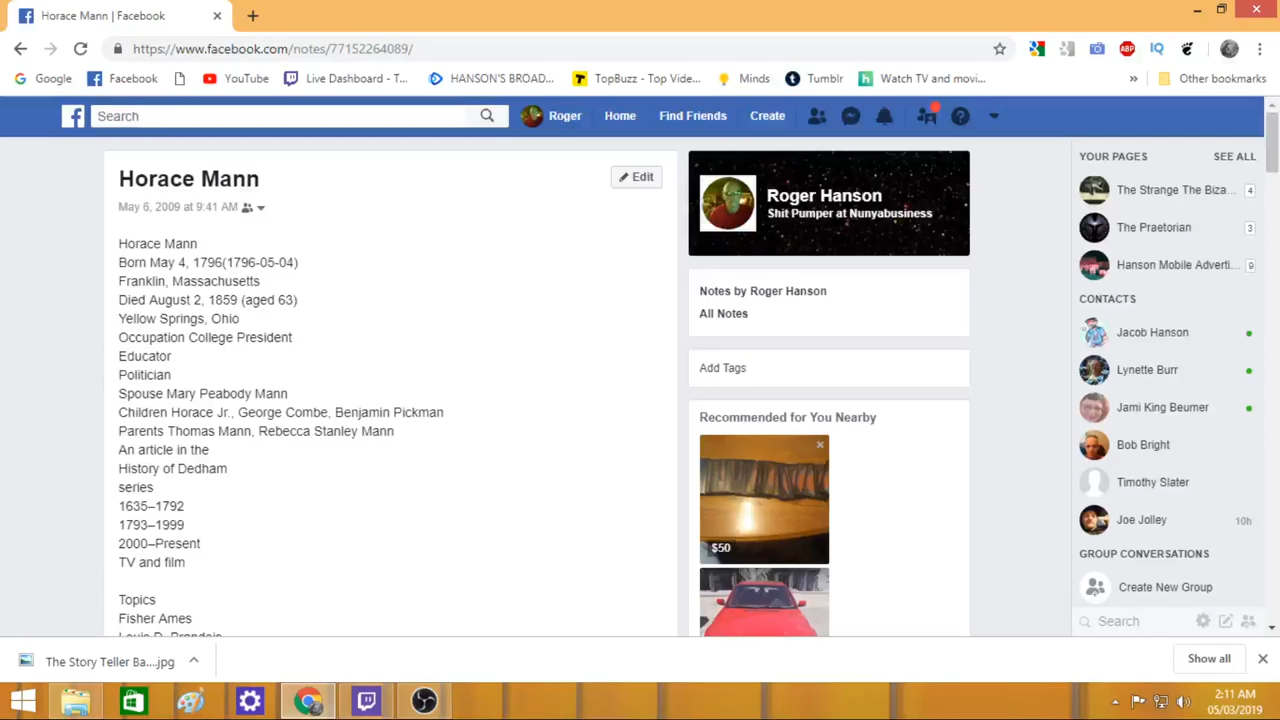 Horace Mann | Facebook
https://www.facebook.com/notes/77152264089/
ABP
IQ
Google
Facebook
YouTube
Live Dashboard - T...
HANSON'S BROAD...
TopBuzz - Top Vide...
Minds
Tumblr
Watch TV and movi...
»
Other bookmarks
Search
Roger
Home
Find Friends
Create
Horace Mann
Edit
May 6, 2009 at 9:41 AM
Horace Mann
Born May 4, 1796(1796-05-04)
Franklin, Massachusetts
Died August 2, 1859 (aged 63)
Yellow Springs, Ohio
Occupation College President
Educator
Politician
Spouse Mary Peabody Mann
Children Horace Jr., George Combe, Benjamin Pickman
Parents Thomas Mann, Rebecca Stanley Mann
An article in the
History of Dedham
series
1635–1792
1793–1999
2000–Present
TV and film
Topics
Fisher Ames
Louis D. Brandeis
Roger Hanson
Shit Pumper at Nunyabusiness
Notes by Roger Hanson
All Notes
Add Tags
Recommended for You Nearby
$50
YOUR PAGES
SEE ALL
The Strange The Biza...
4
The Praetorian
3
Hanson Mobile Adverti...
9
CONTACTS
Jacob Hanson
Lynette Burr
Jami King Beumer
Bob Bright
Timothy Slater
Joe Jolley
10h
GROUP CONVERSATIONS
Create New Group
Search
The Story Teller Ba....jpg
Show all
2:11 AM
05/03/2019